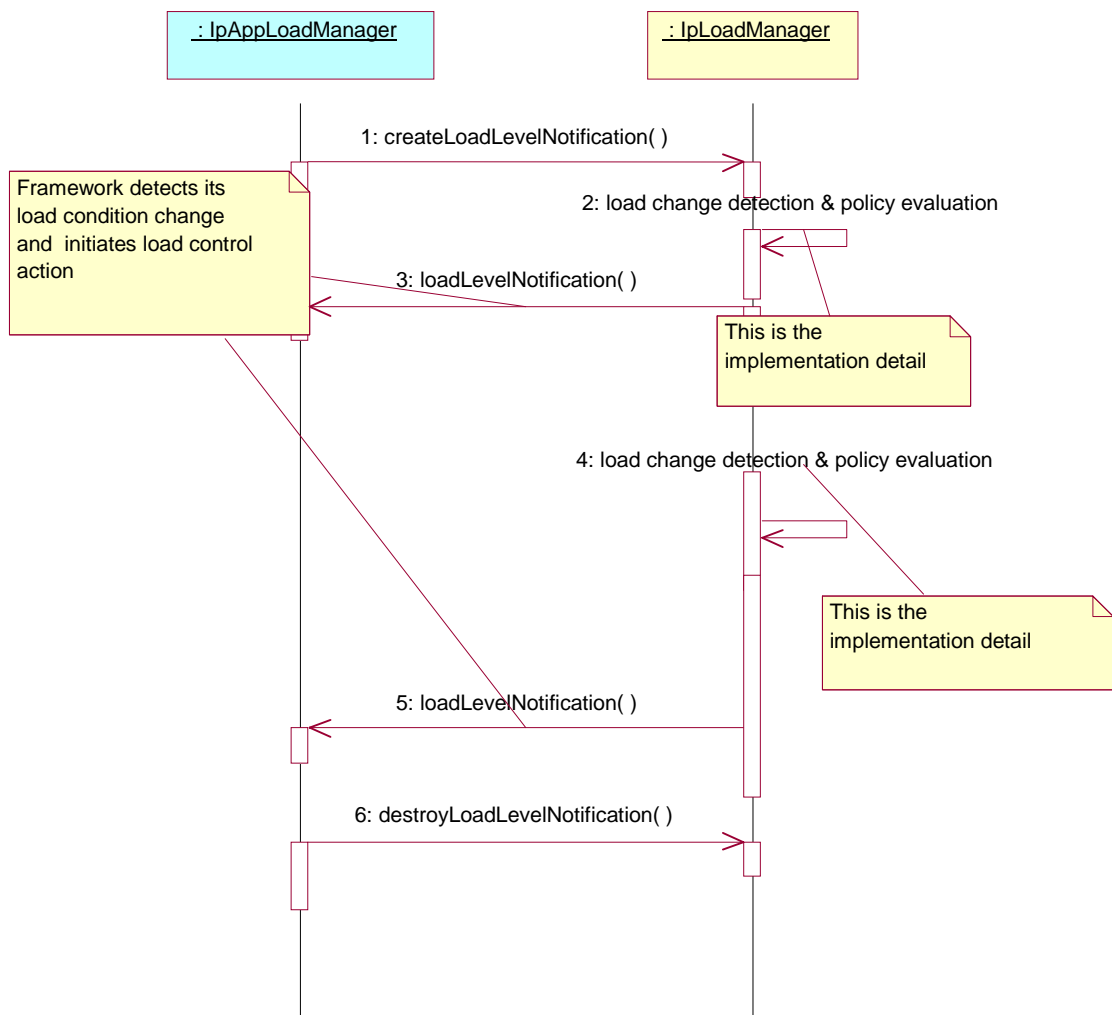 : IpAppLoadManager
: IpLoadManager
1: createLoadLevelNotification( )
Framework detects its
load condition change
and  initiates load control
action
2: load change detection & policy evaluation
3: loadLevelNotification( )
This is the
implementation detail
4: load change detection & policy evaluation
This is the
implementation detail
5: loadLevelNotification( )
6: destroyLoadLevelNotification( )